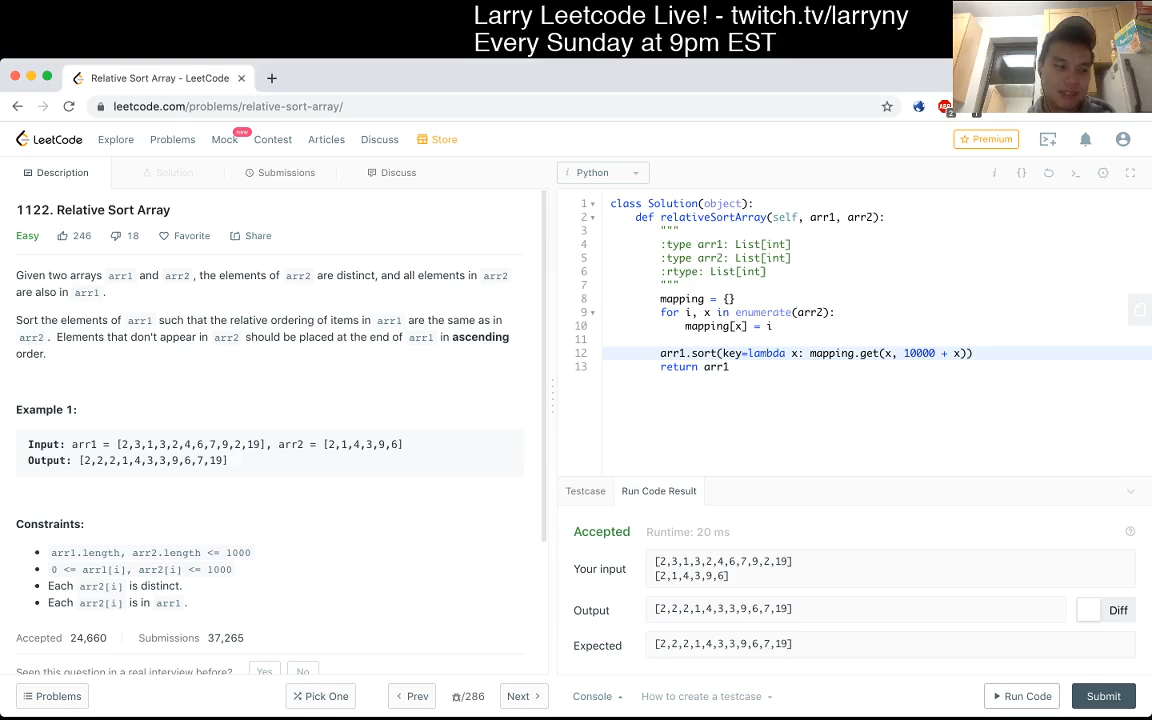 Larry Leetcode Live! - twitch.tv/larryny
Every Sunday at 9pm EST
Relative Sort Array - LeetCode
leetcode.com/problems/relative-sort-array/
LeetCode
Explore
Problems
Mock
new
Contest
Articles
Discuss
Store
Premium
Description
Solution
Submissions
Discuss
1122. Relative Sort Array
Easy
246
18
Favorite
Share
Given two arrays arr1 and arr2, the elements of arr2 are distinct, and all elements in arr2
are also in arr1.
Sort the elements of arr1 such that the relative ordering of items in arr1 are the same as in
arr2. Elements that don't appear in arr2 should be placed at the end of arr1 in ascending
order.
Example 1:
Input: arr1 = [2,3,1,3,2,4,6,7,9,2,19], arr2 = [2,1,4,3,9,6]
Output: [2,2,2,1,4,3,3,9,6,7,19]
Constraints:
arr1.length, arr2.length <= 1000
0 <= arr1[i], arr2[i] <= 1000
Each arr2[i] is distinct.
Each arr2[i] is in arr1.
Accepted 24,660
Submissions 37,265
Seen this question in a real interview before?
Yes
No
Problems
Pick One
Prev
/286
Next
i Python
1 class Solution(object):
2 def relativeSortArray(self, arr1, arr2):
3 """
4 :type arr1: List[int]
5 :type arr2: List[int]
6 :rtype: List[int]
7 """
8 mapping = {}
9 for i, x in enumerate(arr2):
10 mapping[x] = i
11
12 arr1.sort(key=lambda x: mapping.get(x, 10000 + x))
13 return arr1
Testcase
Run Code Result
Accepted
Runtime: 20 ms
Your input
[2,3,1,3,2,4,6,7,9,2,19]
[2,1,4,3,9,6]
Output
[2,2,2,1,4,3,3,9,6,7,19]
Diff
Expected
[2,2,2,1,4,3,3,9,6,7,19]
Console
How to create a testcase
Run Code
Submit